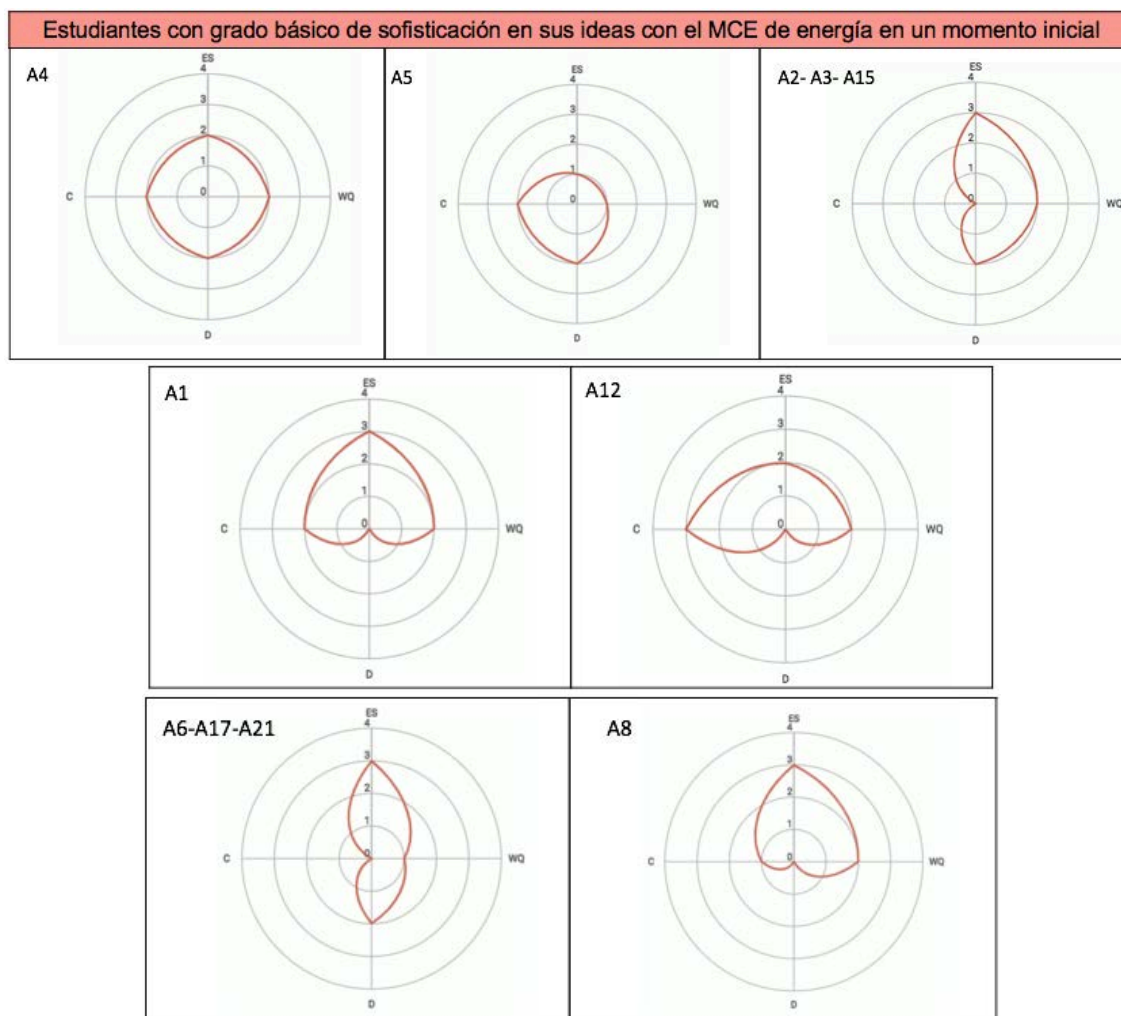 Estudiantes con grado básico de sofisticación en sus ideas con el MCE de energía en un momento inicial
A4
ES
4
3
2
1
0
C
WQ
D
A5
ES
4
3
2
1
0
C
WQ
D
A2- A3- A15
ES
4
3
2
1
0
C
WQ
D
A1
ES
4
3
2
1
0
C
WQ
D
A12
ES
4
3
2
1
0
C
WQ
D
A6-A17-A21
ES
4
3
2
1
0
C
WQ
D
A8
ES
4
3
2
1
0
C
WQ
D